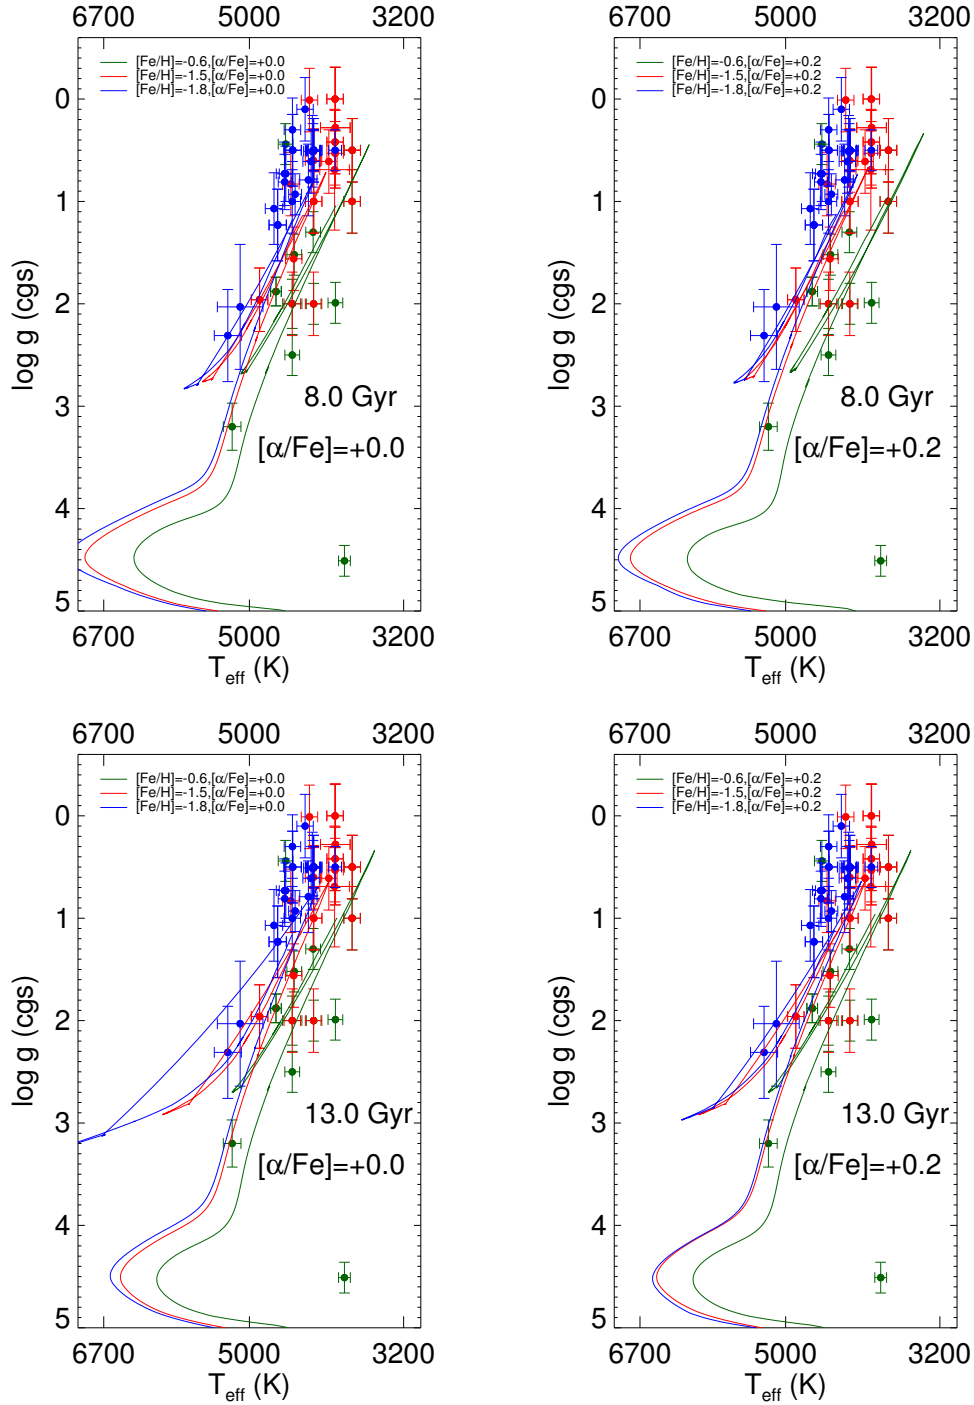 6700 5000 3200
6700 5000 3200
[Fe/H]=-0.6,[α/Fe]=+0.0
[Fe/H]=-1.5,[α/Fe]=+0.0
[Fe/H]=-1.8,[α/Fe]=+0.0
[Fe/H]=-0.6,[α/Fe]=+0.2
[Fe/H]=-1.5,[α/Fe]=+0.2
[Fe/H]=-1.8,[α/Fe]=+0.2
0
1
2
3
4
5
log g (cgs)
8.0 Gyr
[α/Fe]=+0.0
0
1
2
3
4
5
log g (cgs)
8.0 Gyr
[α/Fe]=+0.2
6700 5000 3200
Teff (K)
6700 5000 3200
Teff (K)
6700 5000 3200
6700 5000 3200
[Fe/H]=-0.6,[α/Fe]=+0.0
[Fe/H]=-1.5,[α/Fe]=+0.0
[Fe/H]=-1.8,[α/Fe]=+0.0
[Fe/H]=-0.6,[α/Fe]=+0.2
[Fe/H]=-1.5,[α/Fe]=+0.2
[Fe/H]=-1.8,[α/Fe]=+0.2
0
1
2
3
4
5
log g (cgs)
13.0 Gyr
[α/Fe]=+0.0
0
1
2
3
4
5
log g (cgs)
13.0 Gyr
[α/Fe]=+0.2
6700 5000 3200
Teff (K)
6700 5000 3200
Teff (K)